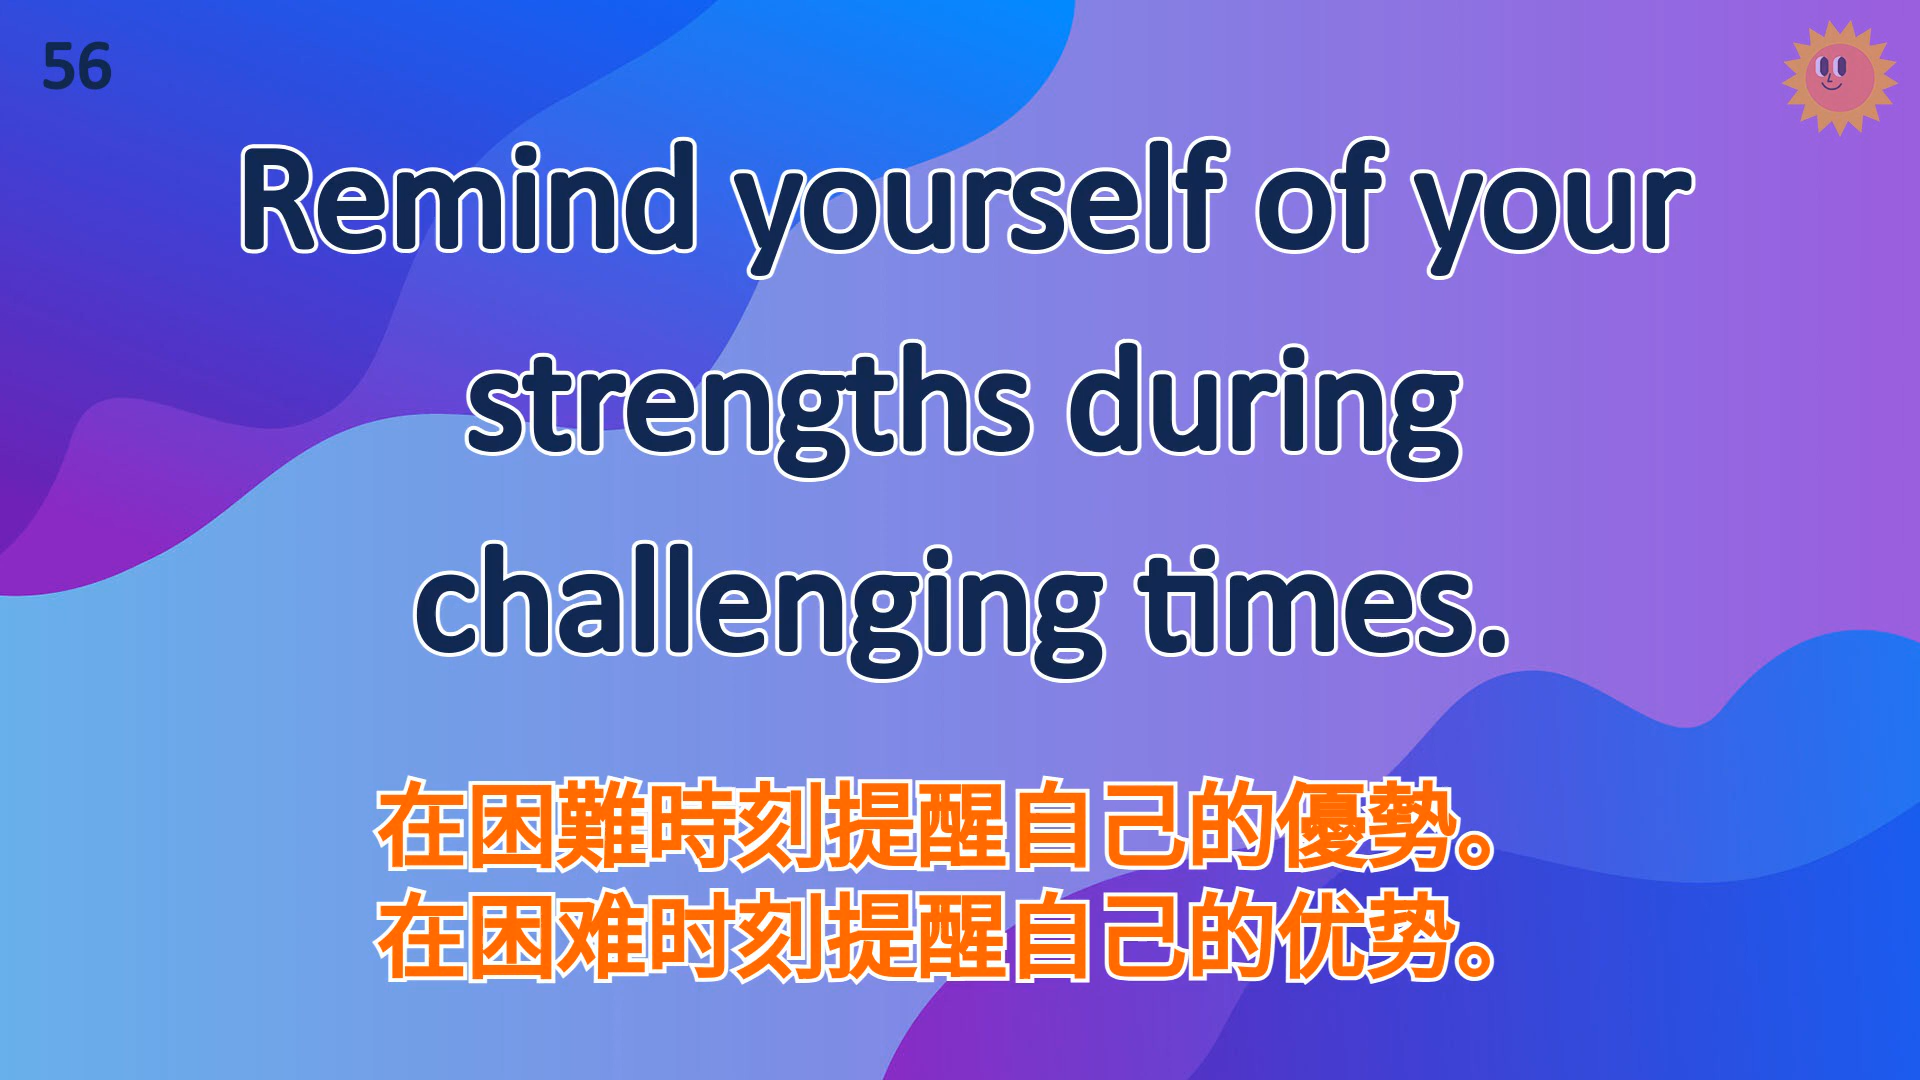 56
Remind yourself of your
strengths during
challenging times.
在困難時刻提醒自己的優勢。
在困难时刻提醒自己的优势。